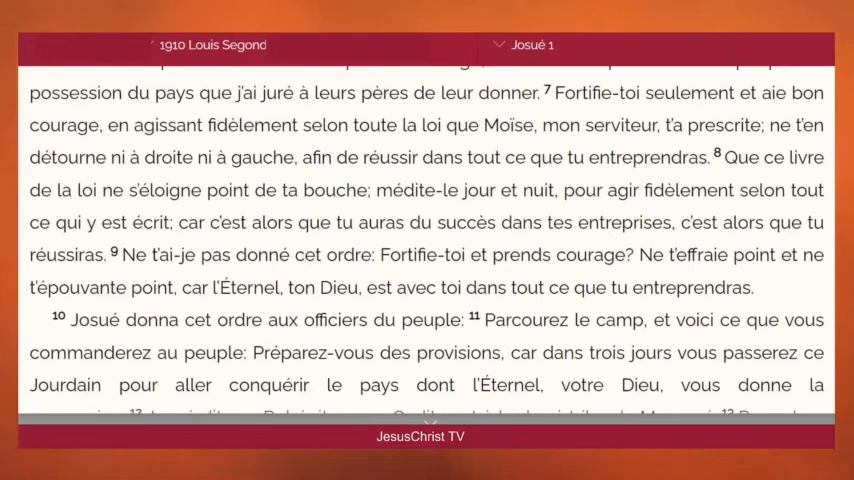 1910 Louis Segond
Josué 1
possession du pays que j'ai juré à leurs pères de leur donner. 7 Fortifie-toi seulement et aie bon
courage, en agissant fidèlement selon toute la loi que Moïse, mon serviteur, t'a prescrite; ne t'en
détourne ni à droite ni à gauche, afin de réussir dans tout ce que tu entreprendras. 8 Que ce livre
de la loi ne s'éloigne point de ta bouche; médite-le jour et nuit, pour agir fidèlement selon tout
ce qui y est écrit; car c'est alors que tu auras du succès dans tes entreprises, c'est alors que tu
réussiras. 9 Ne t'ai-je pas donné cet ordre: Fortifie-toi et prends courage? Ne t'effraie point et ne
t'épouvante point, car l'Éternel, ton Dieu, est avec toi dans tout ce que tu entreprendras.
10 Josué donna cet ordre aux officiers du peuple: 11 Parcourez le camp, et voici ce que vous
commanderez au peuple: Préparez-vous des provisions, car dans trois jours vous passerez ce
Jourdain pour aller conquérir le pays dont l'Éternel, votre Dieu, vous donne la
JesusChrist TV